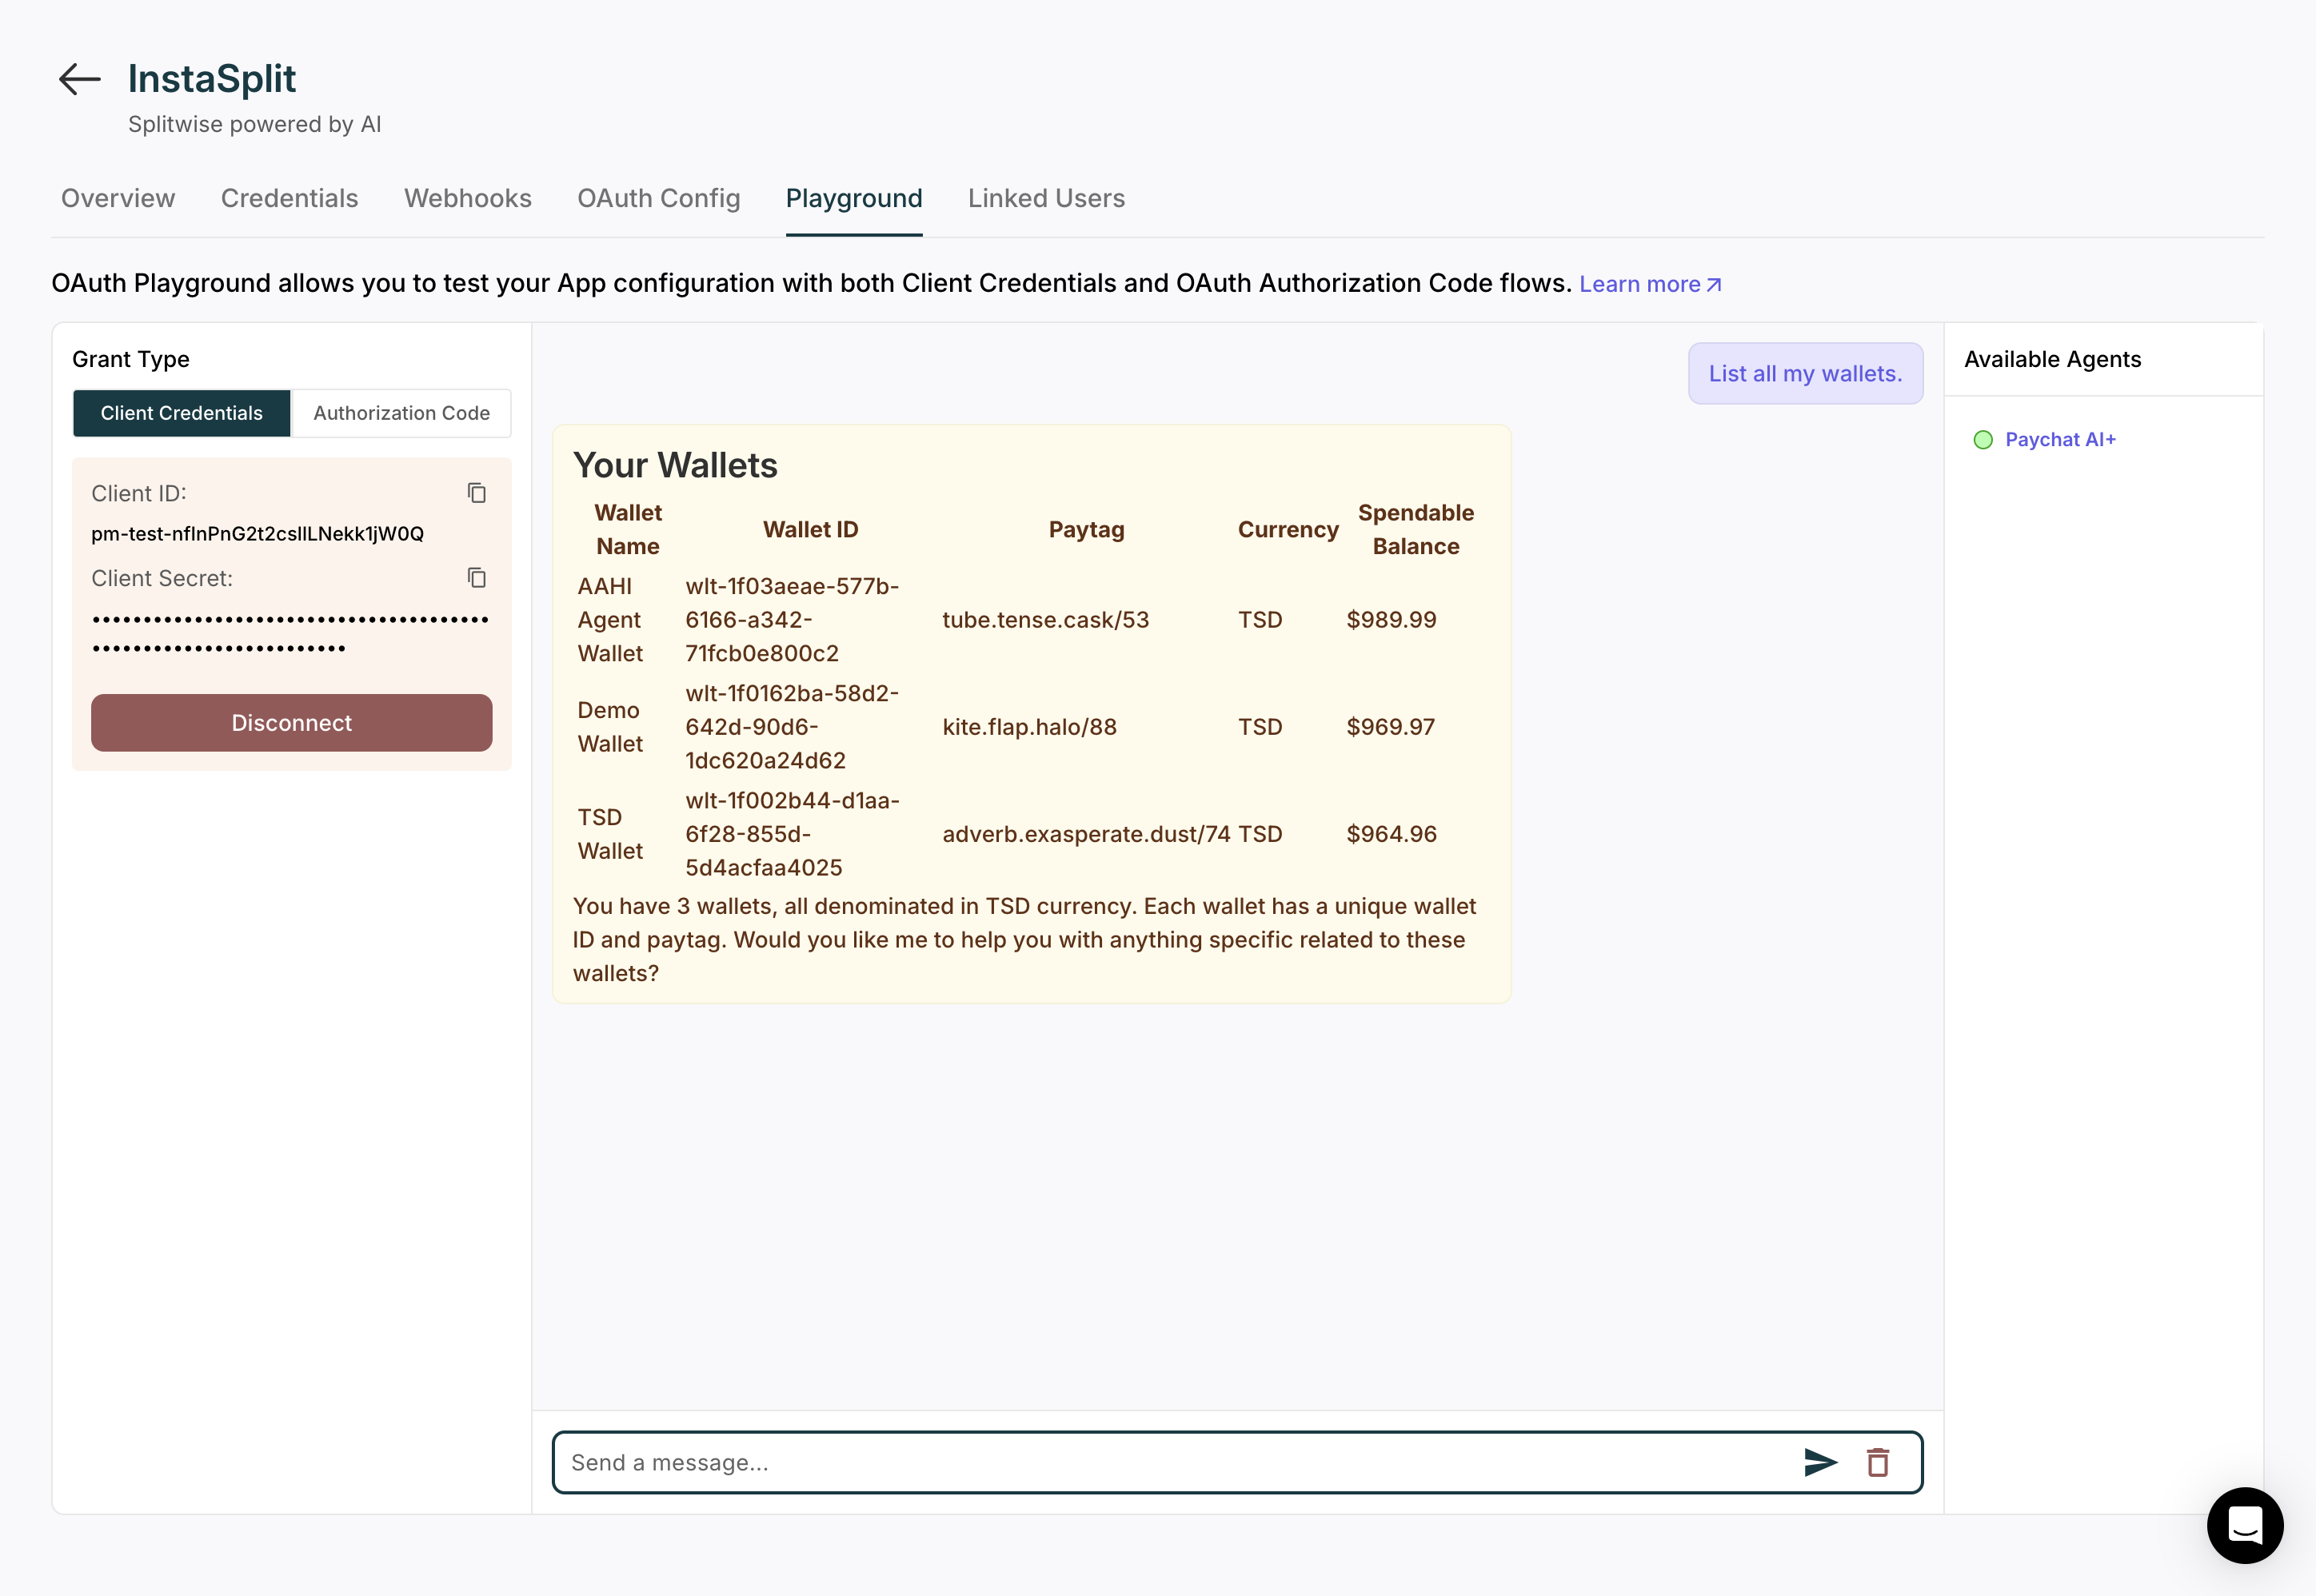 InstaSplit
Splitwise powered by AI
Overview Credentials Webhooks OAuth Config Playground Linked Users
OAuth Playground allows you to test your App configuration with both Client Credentials and OAuth Authorization Code flows. Learn more
Grant Type
Client Credentials Authorization Code
Client ID:
pm-test-nfInPnG2t2csIlLNekk1jW0Q
Client Secret:
•••••••••••••••••••••••••••••••••••••••
•••••••••••••••••••••••••
Disconnect
List all my wallets.
Your Wallets
Wallet Name Wallet ID Paytag Currency Spendable Balance
AAHI Agent Wallet wlt-1f03aeae-577b-6166-a342-71fcb0e800c2 tube.tense.cask/53 TSD $989.99
Demo Wallet wlt-1f0162ba-58d2-642d-90d6-1dc620a24d62 kite.flap.halo/88 TSD $969.97
TSD Wallet wlt-1f002b44-d1aa-6f28-855d-5d4acfaa4025 adverb.exasperate.dust/74 TSD $964.96
You have 3 wallets, all denominated in TSD currency. Each wallet has a unique wallet
ID and paytag. Would you like me to help you with anything specific related to these
wallets?
Send a message...
Available Agents
Paychat AI+